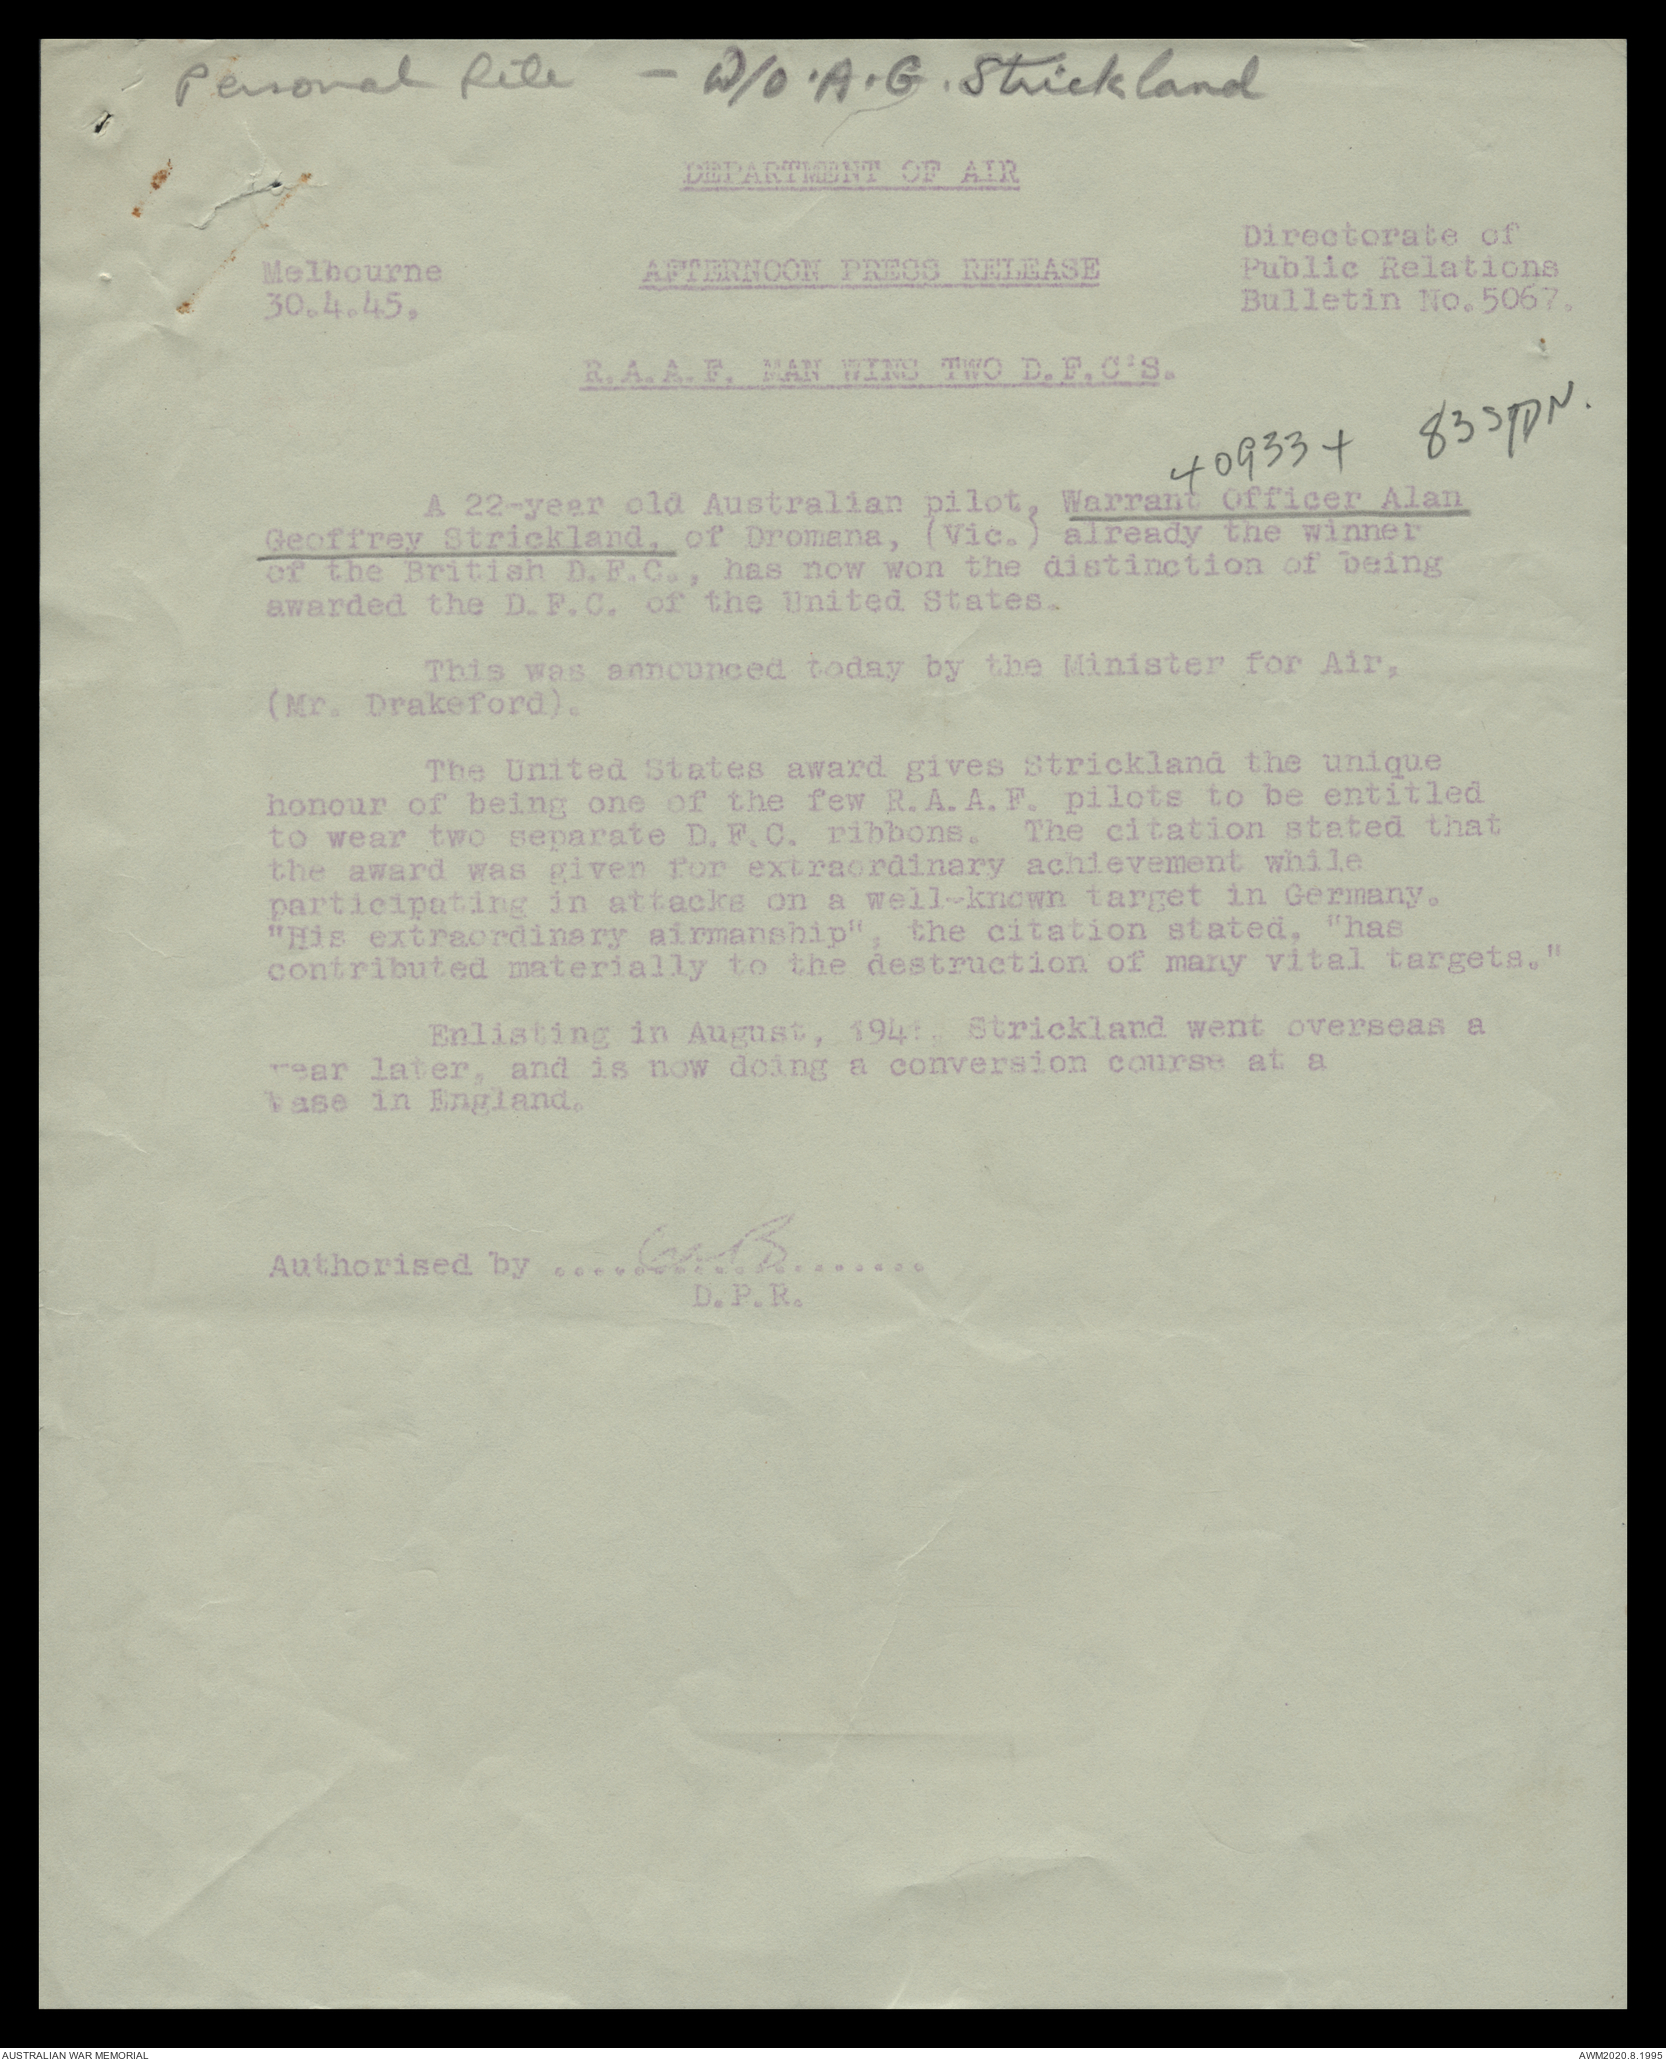 Personal File - W/O. A. G. Strickland
DEPARTMENT OF AIR
Melbourne
30.4.45.
AFTERNOON PRESS RELEASE
Directorate of
Public Relations
Bulletin No.5067.
R.A.A.F. MAN WINS TWO D.F.C'S.
40933+ 83 SPDN.
A 22-year old Australian pilot, Warrant Officer Alan
Geoffrey Strickland, of Dromana, (Vic.) already the winner
of the British D.F.C., has now won the distinction of being
awarded the D.F.C. of the United States.
This was announced today by the Minister for Air,
(Mr. Drakeford).
The United States award gives Strickland the unique
honour of being one of the few R.A.A.F. pilots to be entitled
to wear two separate D.F.C. ribbons. The citation stated that
the award was given for extraordinary achievement while
participating in attacks on a well-known target in Germany.
"His extraordinary airmanship", the citation stated, "has
contributed materially to the destruction of many vital targets."
Enlisting in August, 1941, Strickland went overseas a
year later, and is now doing a conversion course at a
base in England.
Authorised by ...................
D.P.R.
AUSTRALIAN WAR MEMORIAL
AWM2020.8.1995